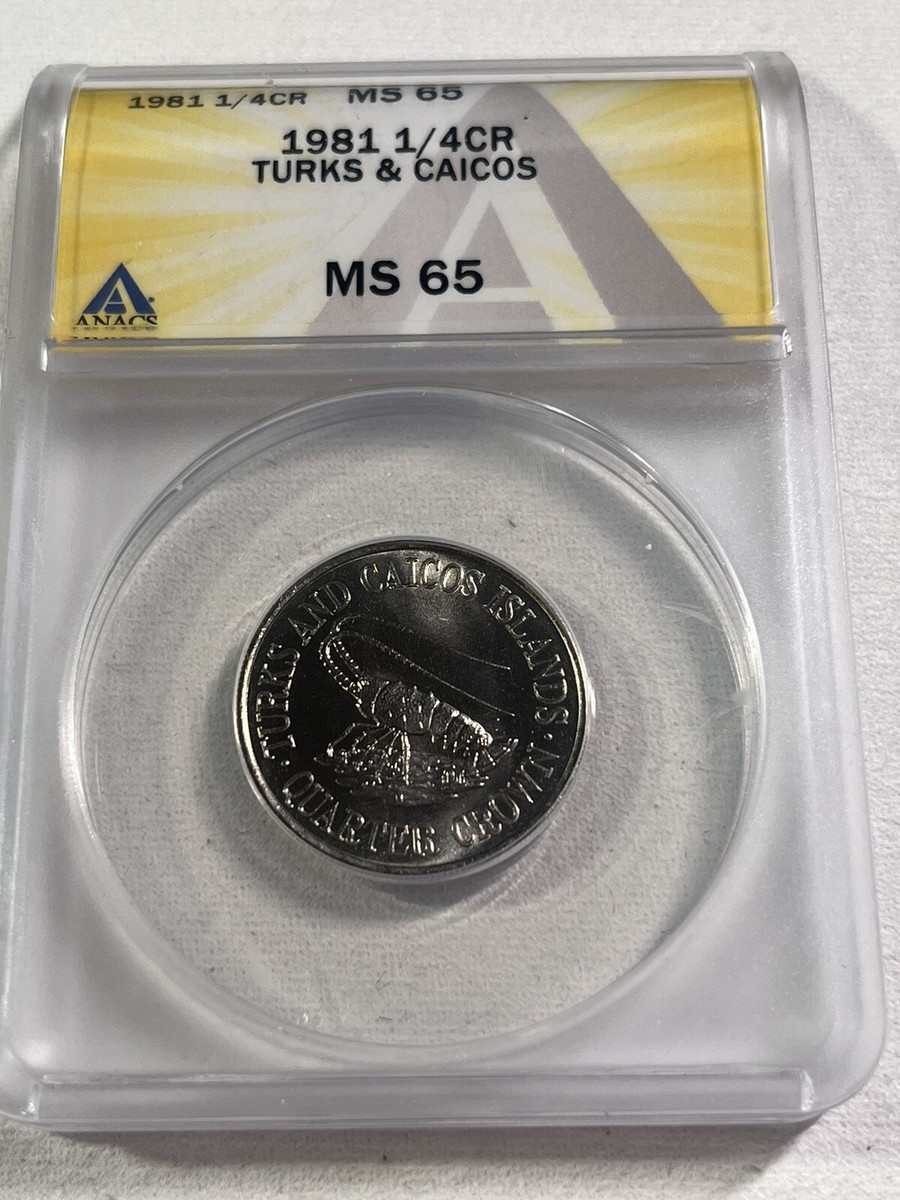 1981 1/4CR MS 65
1981 1/4CR
TURKS & CAICOS
MS 65
ANACS
· TURKS AND CAICOS ISLANDS ·
QUARTER CROWN